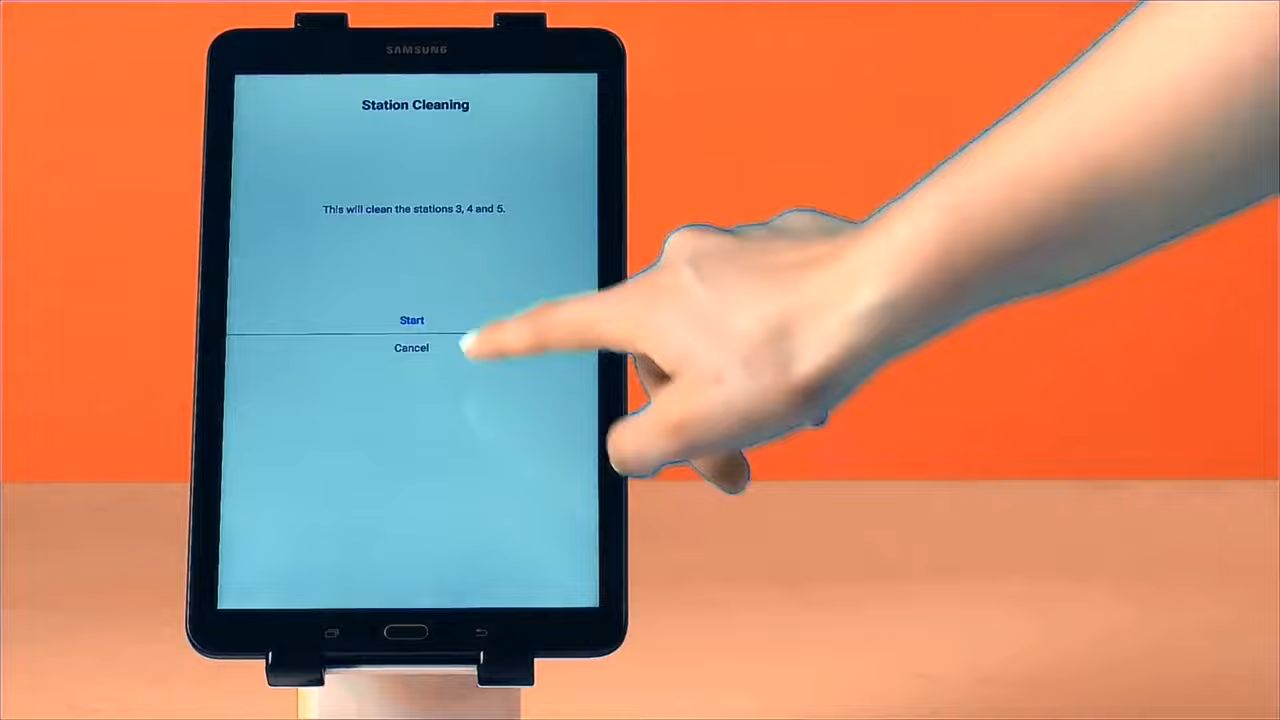 SAMSUNG
Station Cleaning
This will clean the stations 3, 4 and 5.
Start
Cancel